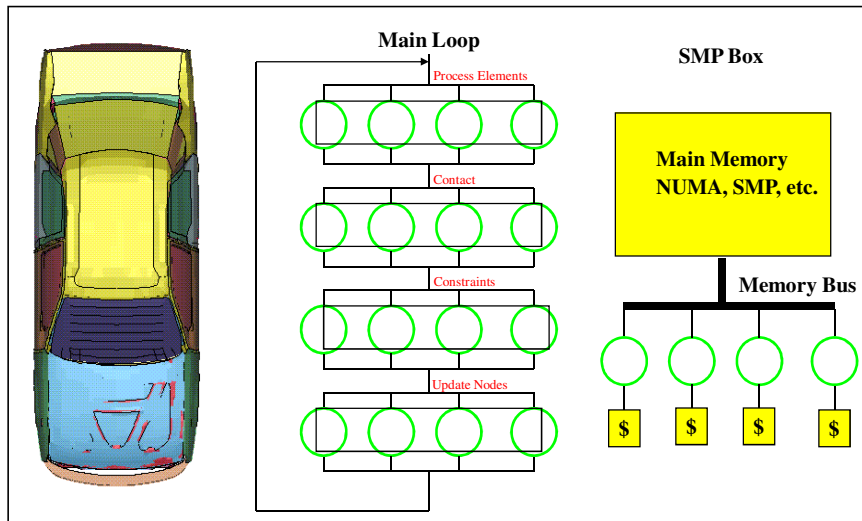 Main Loop
Process Elements
Contact
Constraints
Update Nodes
SMP Box
Main Memory
NUMA, SMP, etc.
Memory Bus
$ $ $ $